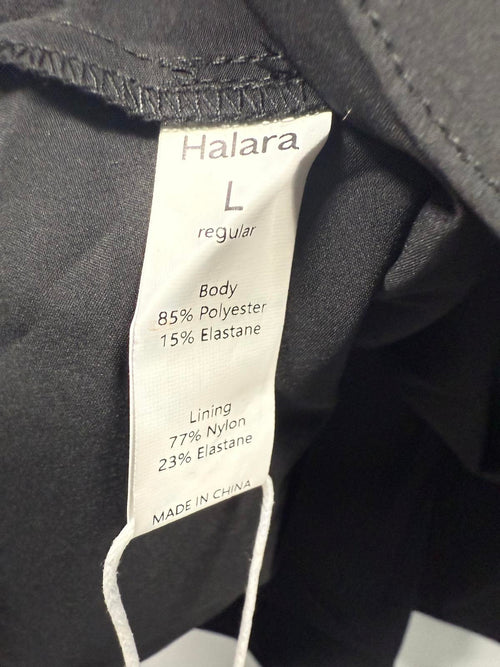 Halara
L
regular
Body
85% Polyester
15% Elastane
Lining
77% Nylon
23% Elastane
MADE IN CHINA